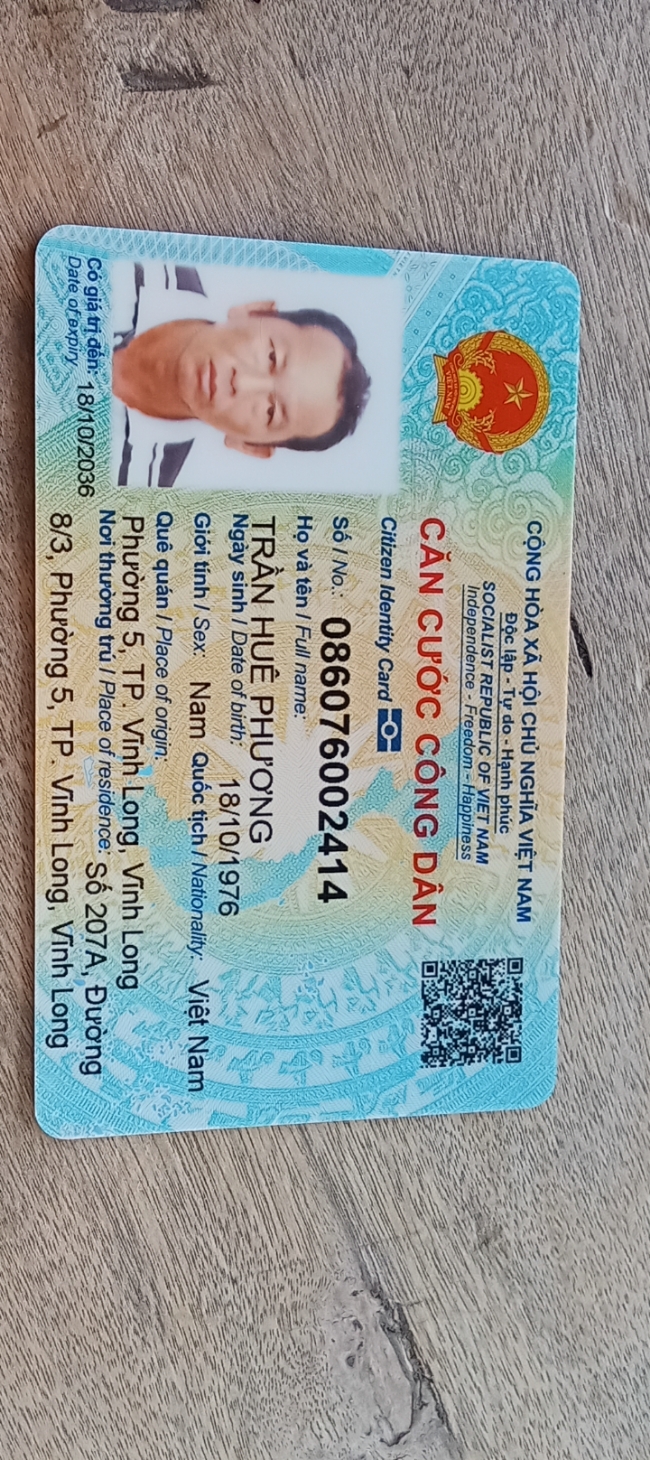 CỘNG HÒA XÃ HỘI CHỦ NGHĨA VIỆT NAM
Độc lập - Tự do - Hạnh phúc
SOCIALIST REPUBLIC OF VIET NAM
Independence - Freedom - Happiness
CĂN CƯỚC CÔNG DÂN
Citizen Identity Card
Số / No.: 086076002414
Họ và tên / Full name:
TRẦN HUÊ PHƯƠNG
Ngày sinh / Date of birth: 18/10/1976
Giới tính / Sex: Nam Quốc tịch / Nationality: Việt Nam
Quê quán / Place of origin:
Phường 5, TP. Vĩnh Long, Vĩnh Long
Nơi thường trú / Place of residence: Số 207A, Đường
8/3, Phường 5, TP. Vĩnh Long, Vĩnh Long
Có giá trị đến: 18/10/2036
Date of expiry
VIỆT NAM